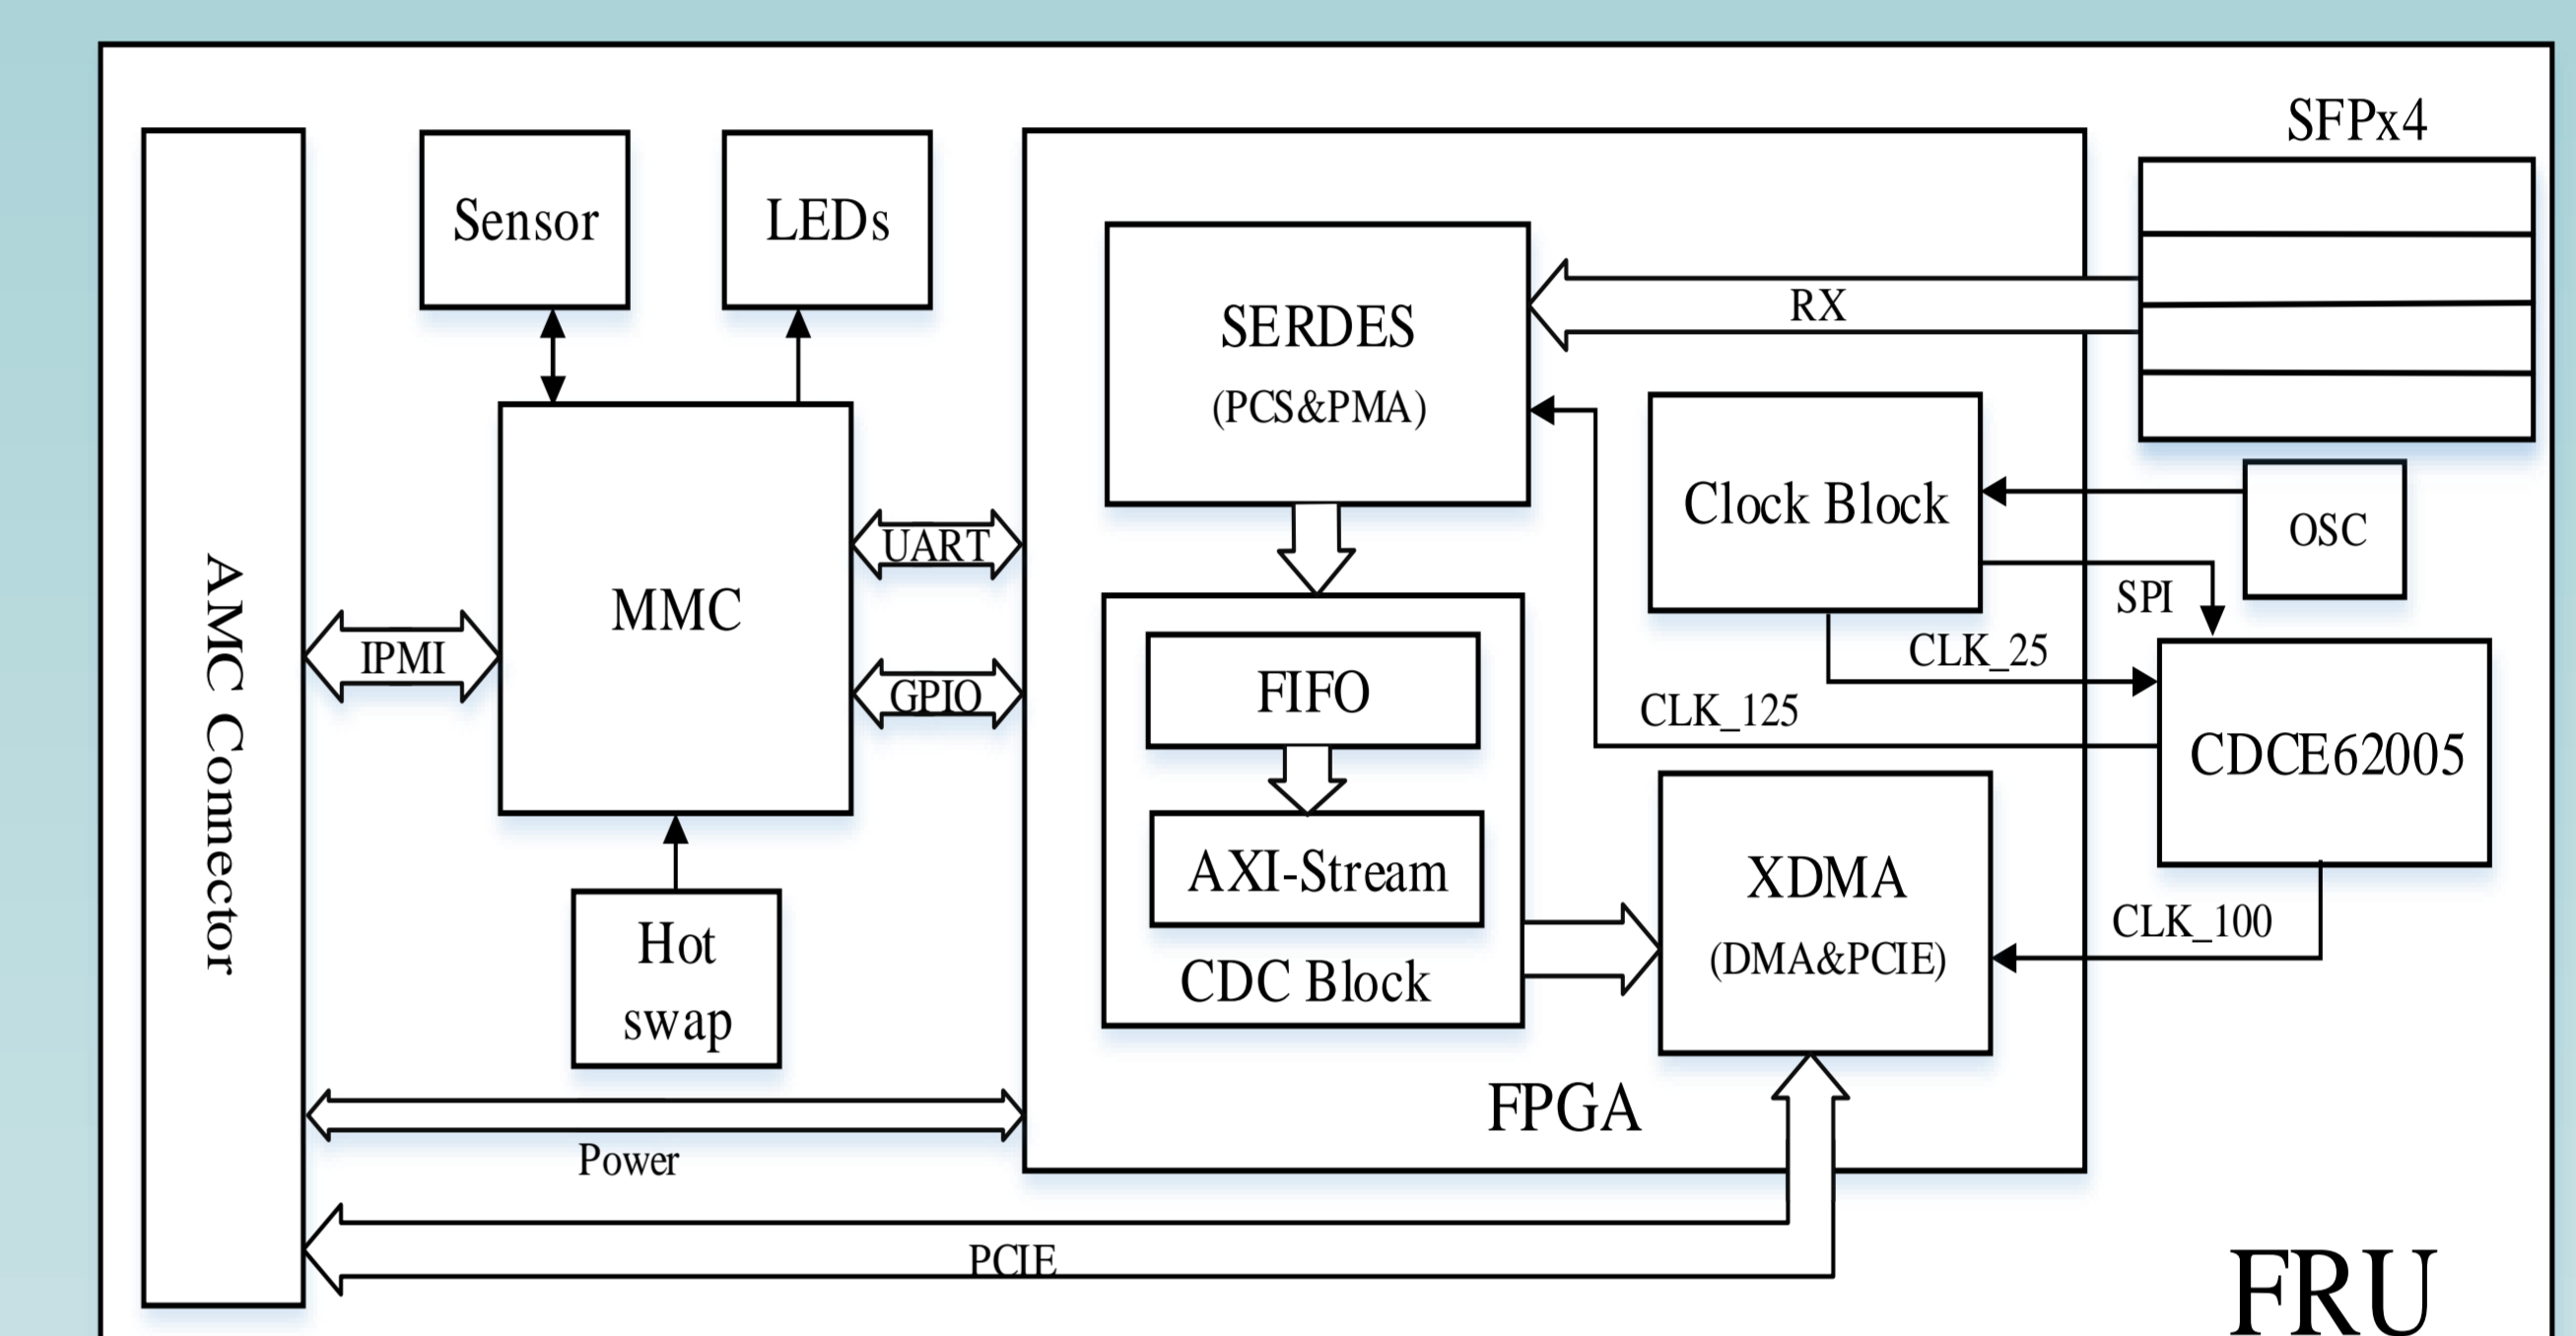 SFPx4
Sensor
LEDs
SERDES
(PCS&PMA)
RX
Clock Block
OSC
SPI
UART
MMC
IPMI
GPIO
AMC Connector
FIFO
CLK_25
CLK_125
CDCE62005
AXI-Stream
CDC Block
XDMA
(DMA&PCIE)
CLK_100
Hot
swap
FPGA
Power
PCIE
FRU